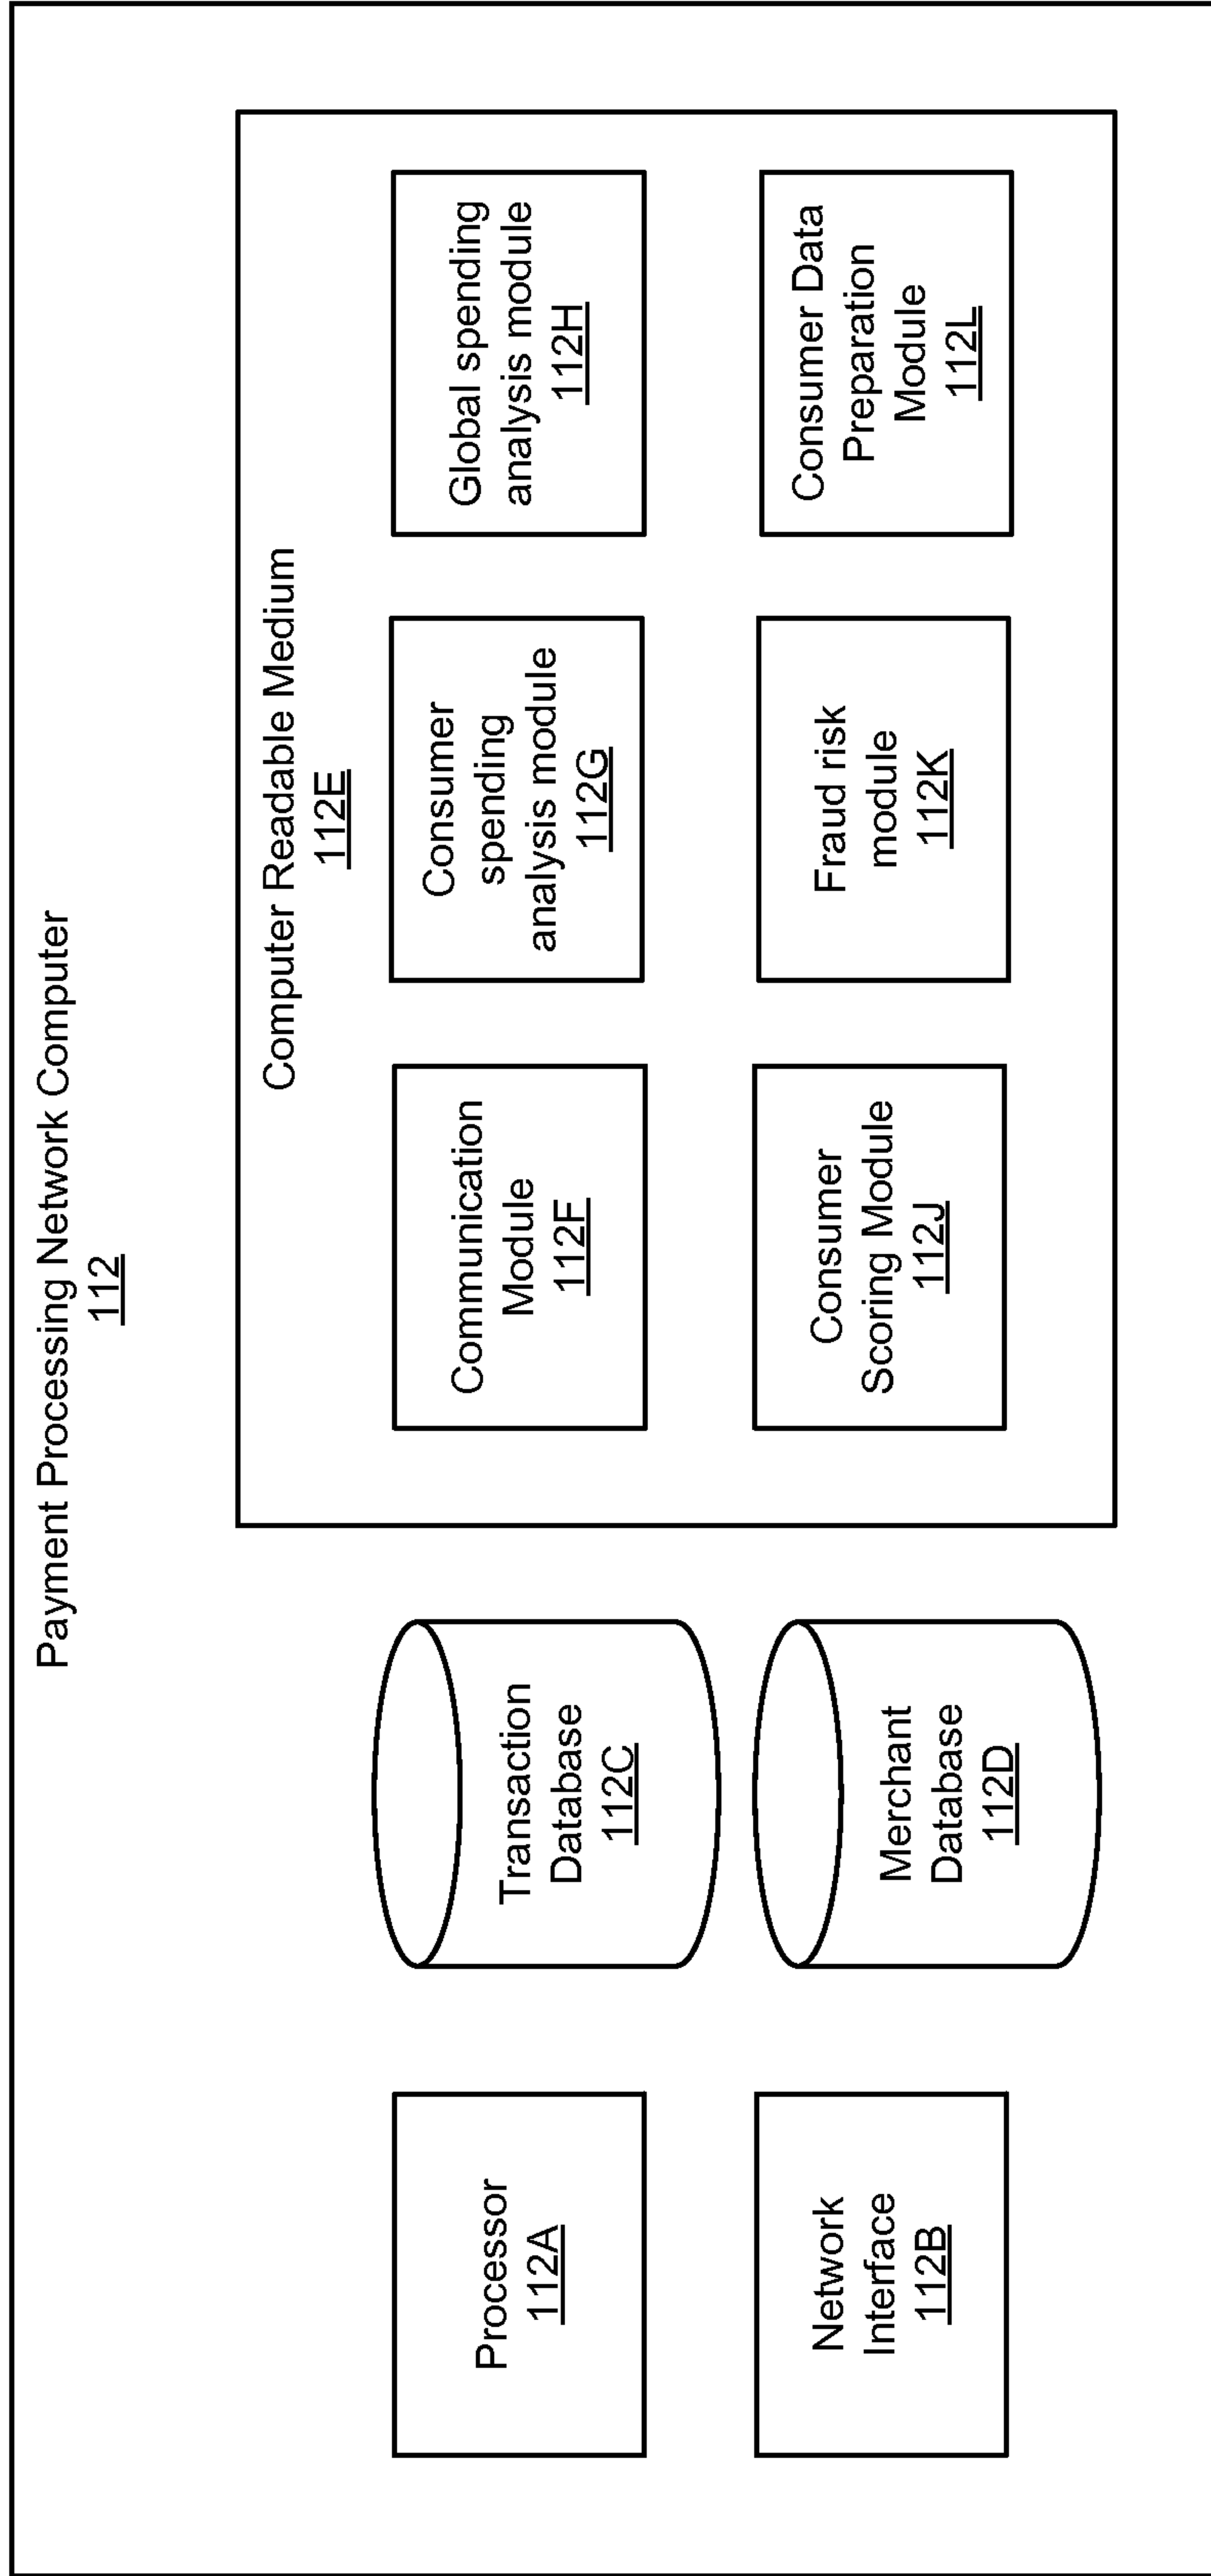 Payment Processing Network Computer
112
Processor
112A
Network
Interface
112B
Transaction
Database
112C
Merchant
Database
112D
Computer Readable Medium
112E
Communication
Module
112F
Consumer
spending
analysis module
112G
Global spending
analysis module
112H
Consumer
Scoring Module
112J
Fraud risk
module
112K
Consumer Data
Preparation
Module
112L